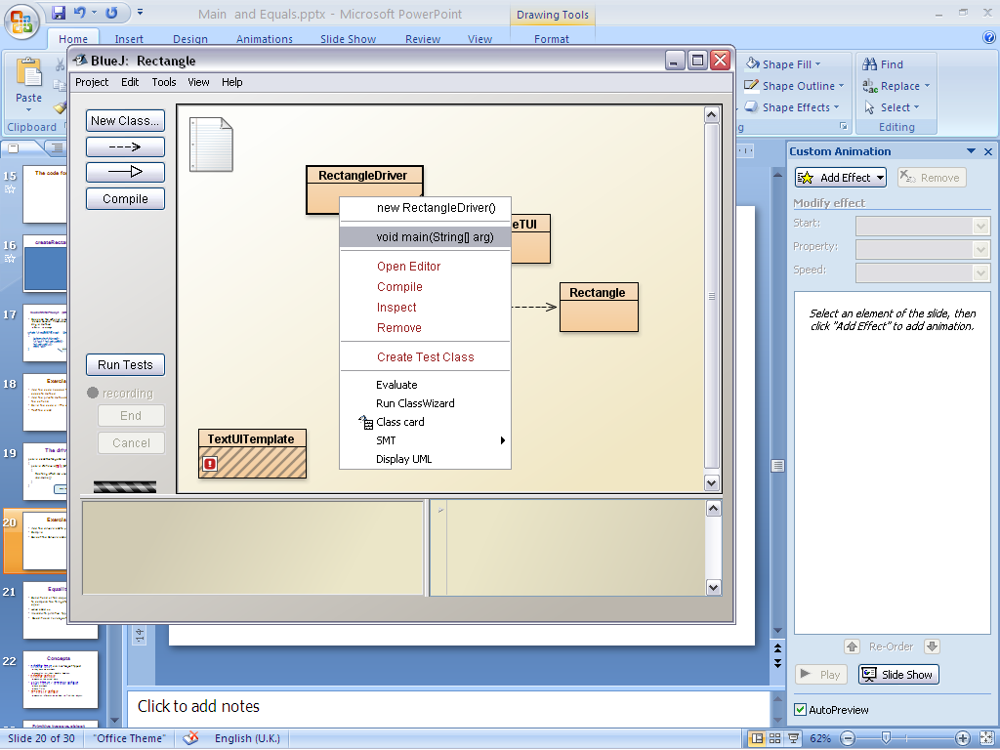 Main and Equals.pptx - Microsoft PowerPoint
Drawing Tools
Home
Insert
Design
Animations
Slide Show
Review
View
Format
Paste
Clipboard
Shape Fill
Shape Outline
Shape Effects
Find
Replace
Select
Editing
BlueJ: Rectangle
Project
Edit
Tools
View
Help
New Class...
Compile
Run Tests
recording
End
Cancel
RectangleDriver
eTUI
Rectangle
TextUITemplate
new RectangleDriver()
void main(String[] arg)
Open Editor
Compile
Inspect
Remove
Create Test Class
Evaluate
Run ClassWizard
Class card
SMT
Display UML
15
The code fo
16
createRectan
17
18
Exercis
19
The driv
20
Exercis
21
Equalit
22
Concepts
Custom Animation
Add Effect
Remove
Modify effect
Start:
Property:
Speed:
Select an element of the slide, then
click "Add Effect" to add animation.
Re-Order
Play
Slide Show
AutoPreview
Click to add notes
Slide 20 of 30
"Office Theme"
English (U.K.)
62%